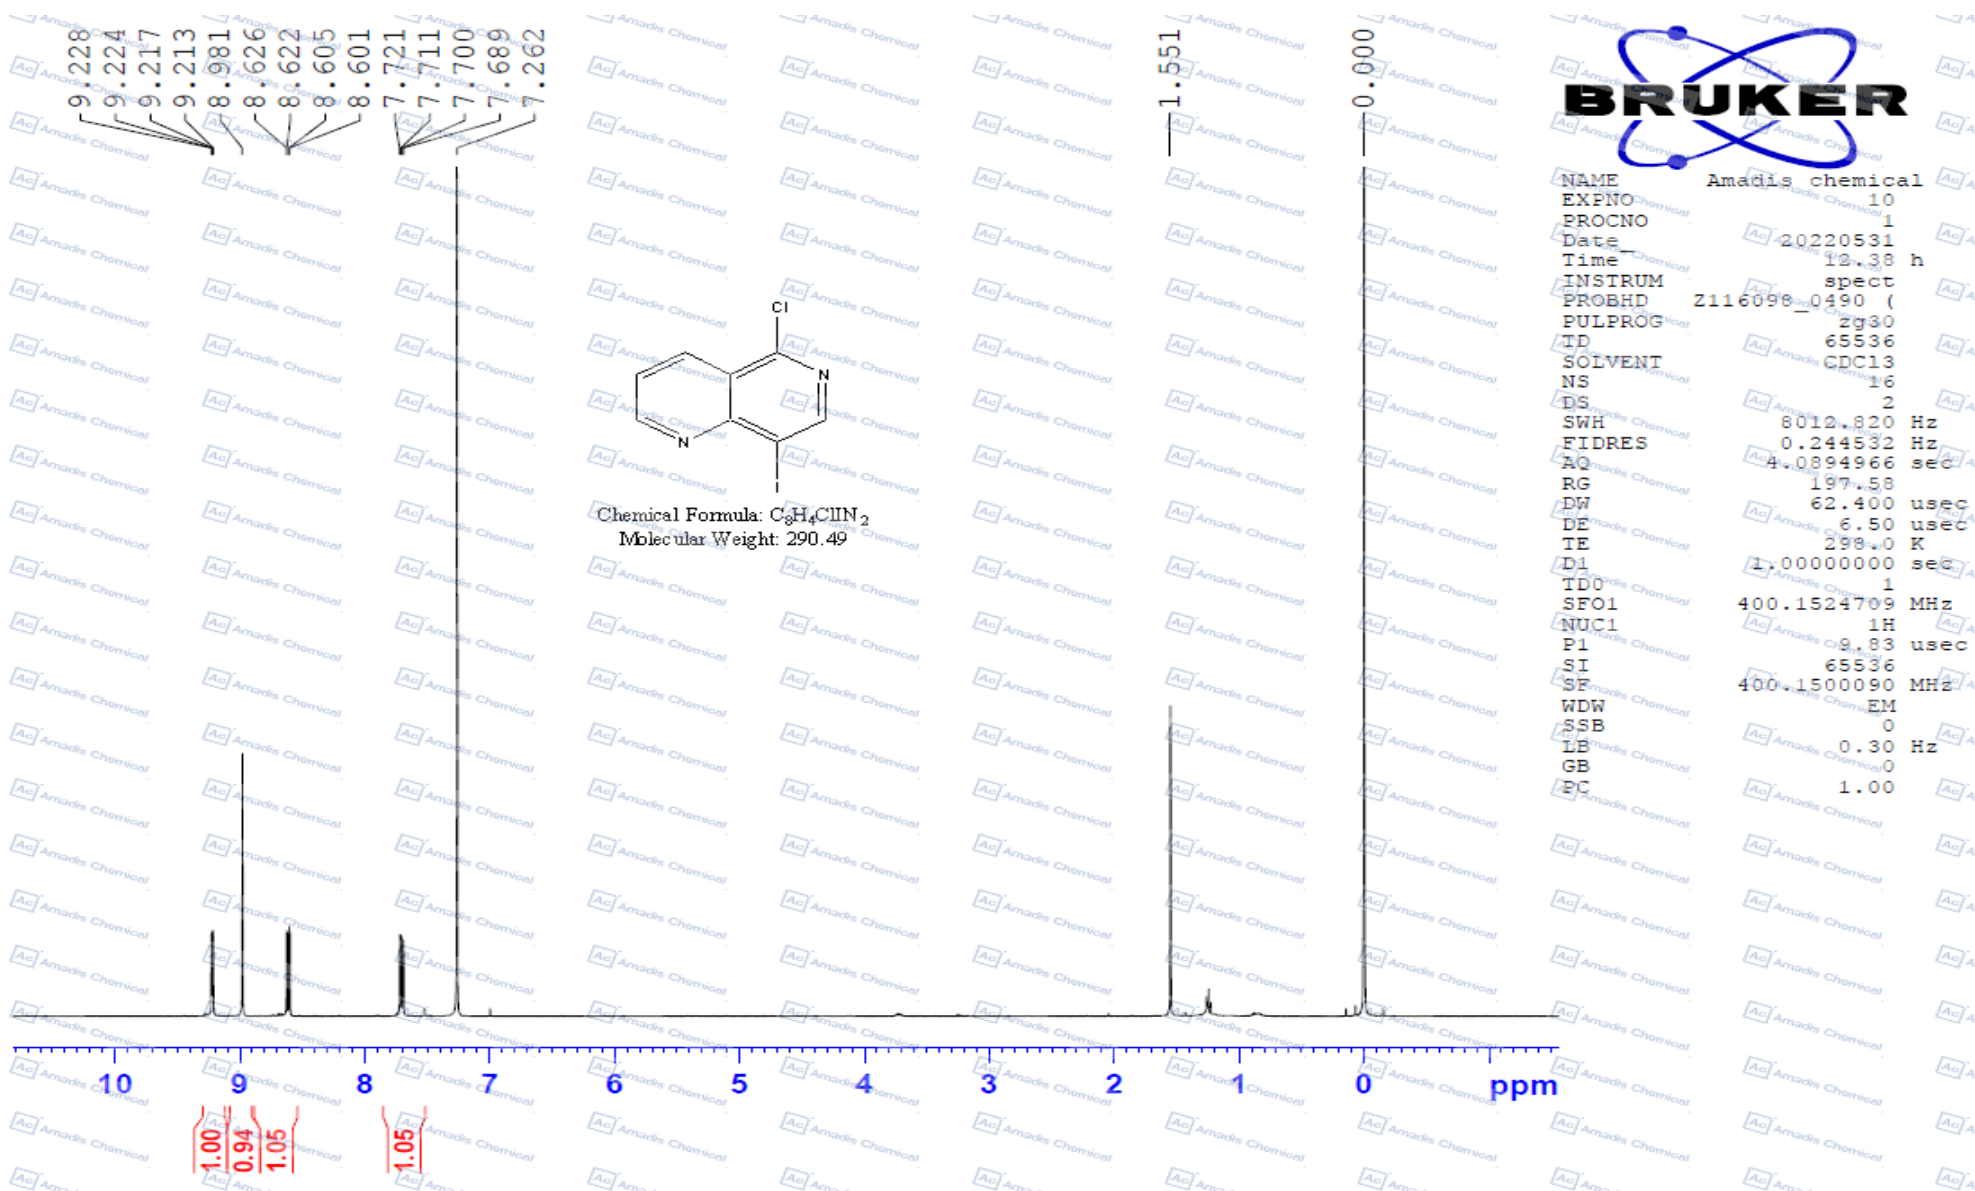 9.228
9.224
9.217
9.213
8.981
8.626
8.622
8.605
8.601
7.721
7.711
7.700
7.689
7.262
1.551
0.000
BRUKER
NAME Amadis chemical
EXPNO 10
PROCNO 1
Date_ 20220531
Time 12.38 h
INSTRUM spect
PROBHD Z116098_0490 (
PULPROG zg30
TD 65536
SOLVENT CDCl3
NS 16
DS 2
SWH 8012.820 Hz
FIDRES 0.244532 Hz
AQ 4.0894966 sec
RG 197.58
DW 62.400 usec
DE 6.50 usec
TE 298.0 K
D1 1.00000000 sec
TD0 1
SFO1 400.1524709 MHz
NUC1 1H
P1 9.83 usec
SI 65536
SF 400.1500090 MHz
WDW EM
SSB 0
LB 0.30 Hz
GB 0
PC 1.00
Cl
N
N
I
Chemical Formula: C8H4ClIN2
Molecular Weight: 290.49
10 9 8 7 6 5 4 3 2 1 0 ppm
1.00
0.94
1.05
1.05
Ac Amadis Chemical